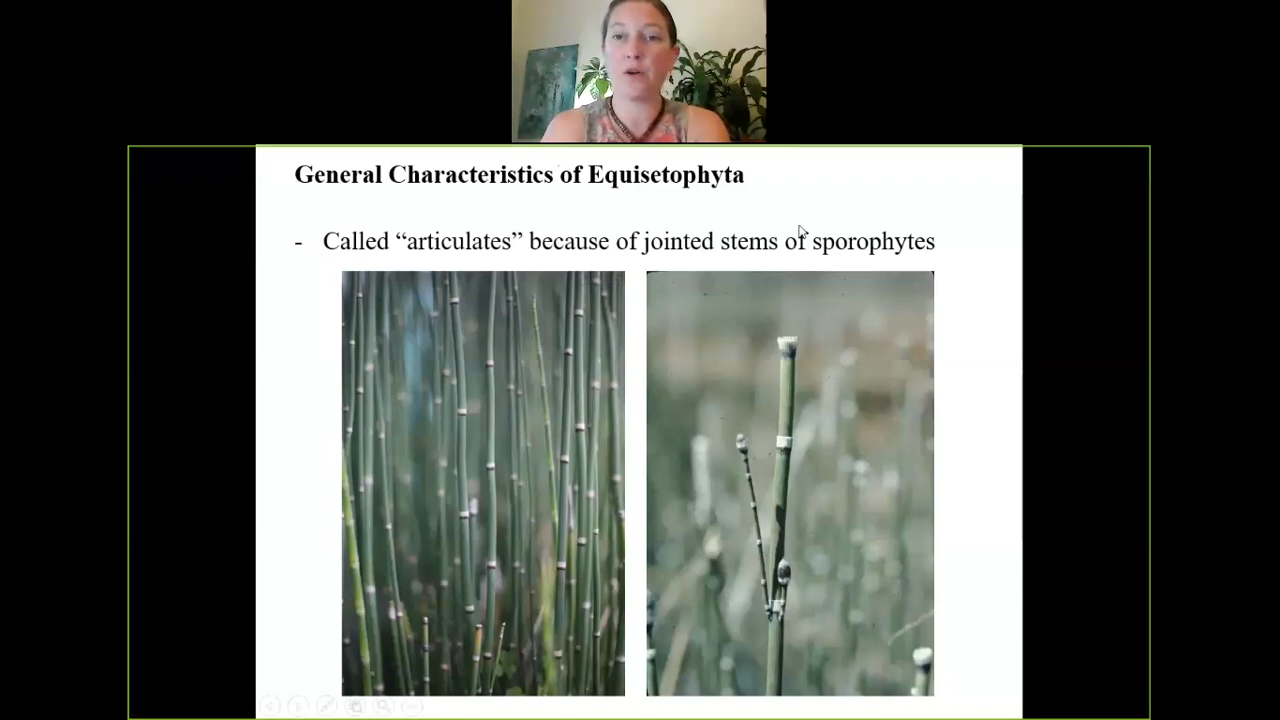 General Characteristics of Equisetophyta
- Called “articulates” because of jointed stems of sporophytes